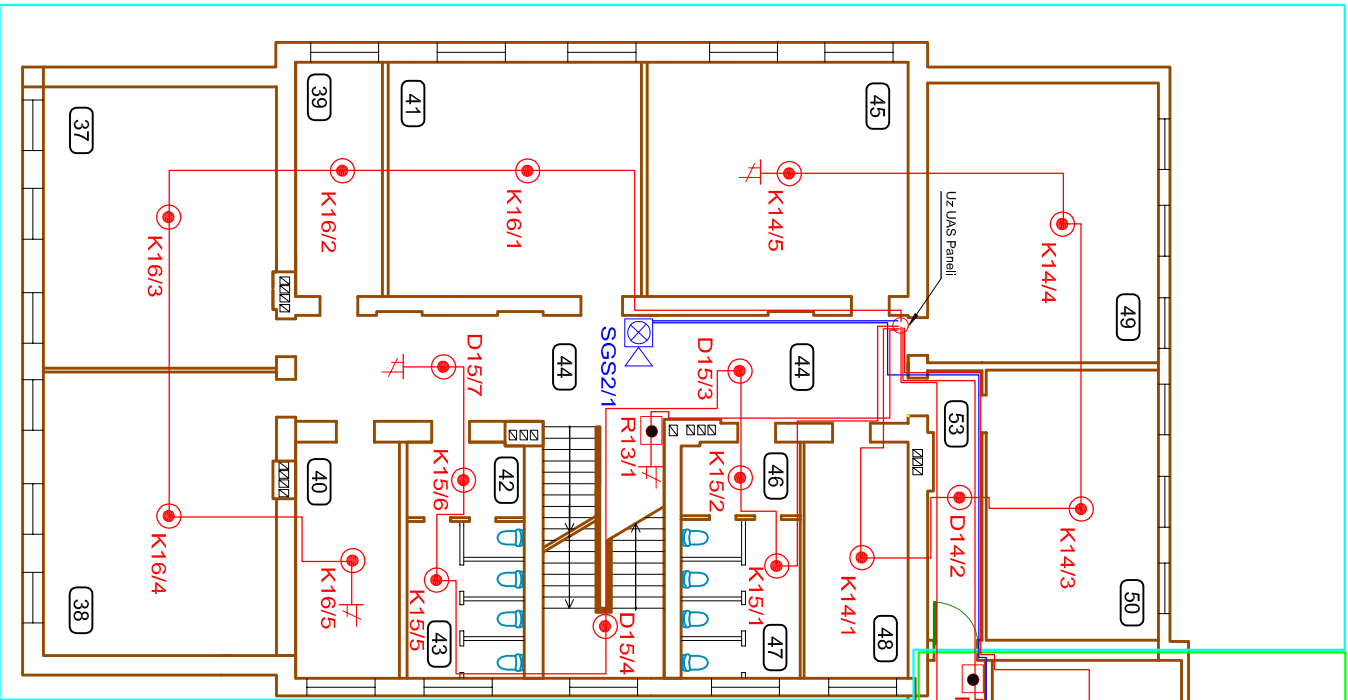 39
41
45
37
K16/2
K16/1
K14/5
Uz UAS Paneli
K16/3
K14/4
49
SGS2/1
44
D15/7
D15/3
44
53
R13/1
K15/6
42
K15/2
46
40
K16/4
K16/5
K15/5
43
D15/4
K15/1
47
K14/1
48
D14/2
K14/3
50
38